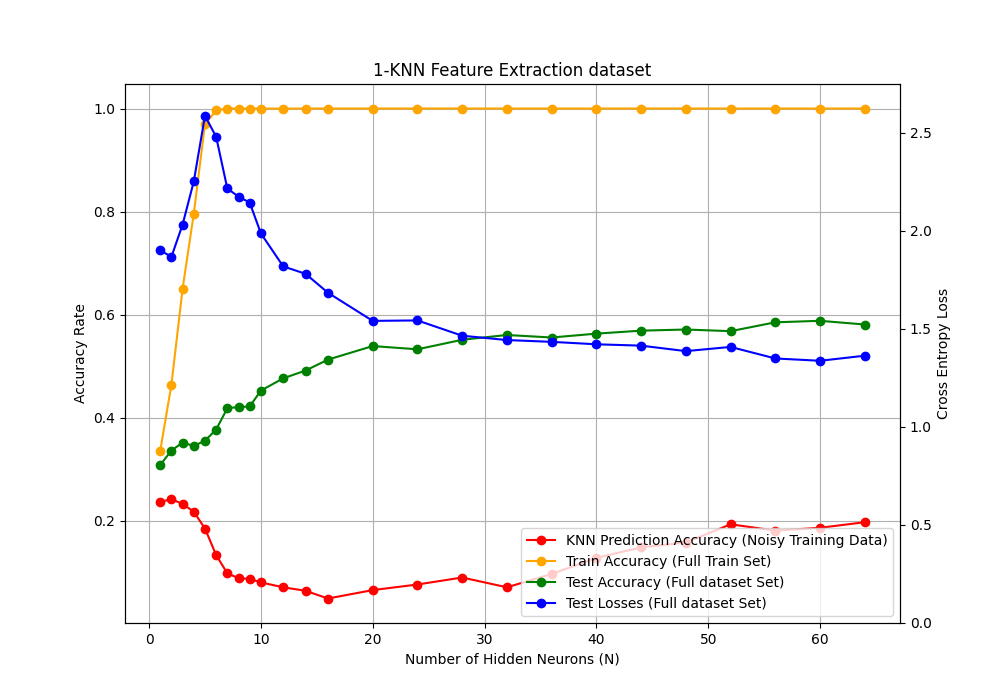 1-KNN Feature Extraction dataset
1.0
0.8
0.6
0.4
0.2
Accuracy Rate
2.5
2.0
1.5
1.0
0.5
0.0
Cross Entropy Loss
KNN Prediction Accuracy (Noisy Training Data)
Train Accuracy (Full Train Set)
Test Accuracy (Full dataset Set)
Test Losses (Full dataset Set)
0 10 20 30 40 50 60
Number of Hidden Neurons (N)